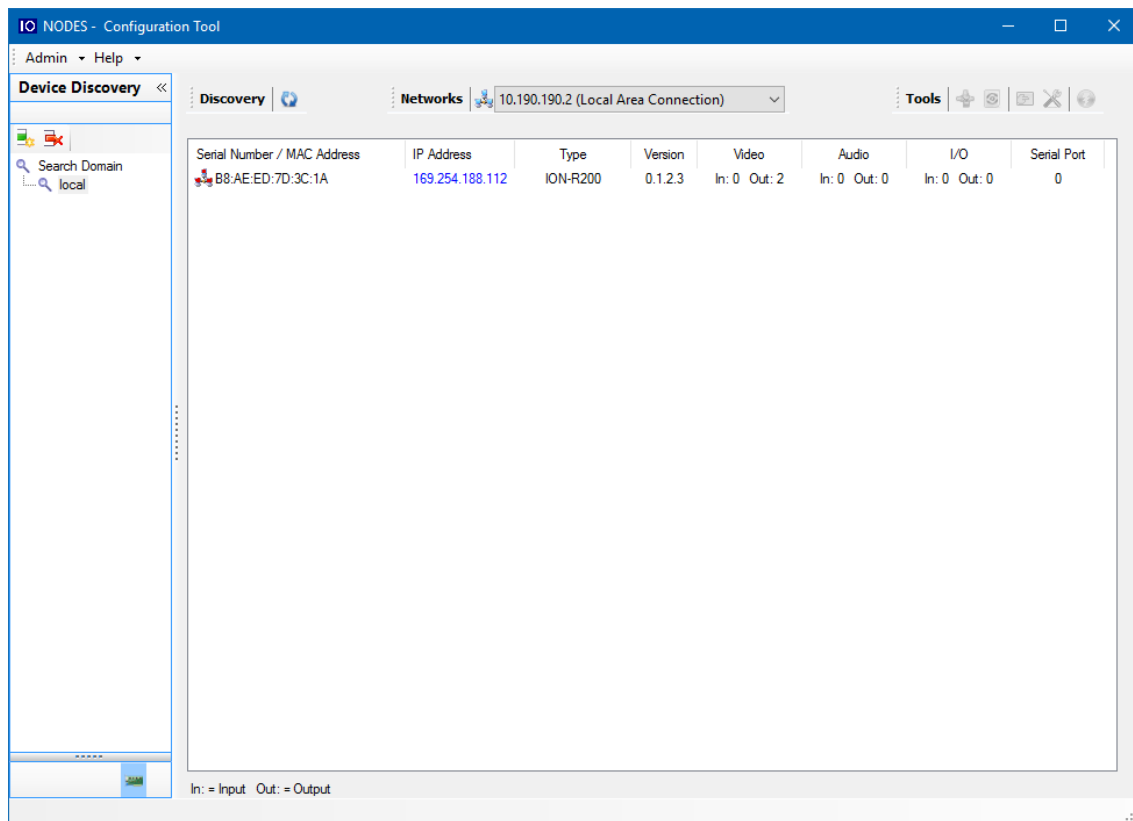 IO NODES - Configuration Tool
Admin Help
Device Discovery «
Discovery Networks 10.190.190.2 (Local Area Connection) Tools
Search Domain
local
Serial Number / MAC Address IP Address Type Version Video Audio I/O Serial Port
B8:AE:ED:7D:3C:1A 169.254.188.112 ION-R200 0.1.2.3 In: 0 Out: 2 In: 0 Out: 0 In: 0 Out: 0 0
In: = Input Out: = Output